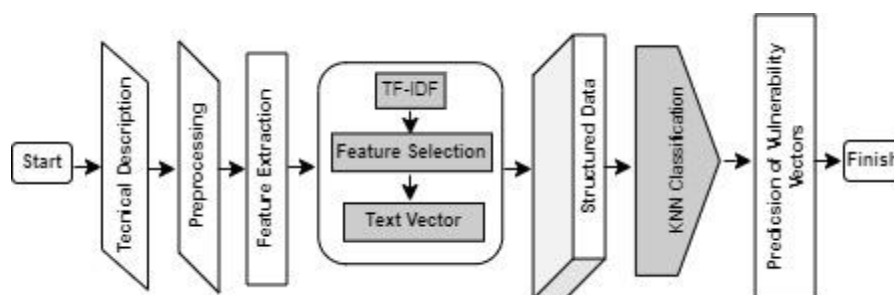 Start
Tecnical Description
Preprocessing
Feature Extraction
TF-IDF
Feature Selection
Text Vector
Structured Data
KNN Classification
Predicsion of Vulnerability
Vectors
Finish